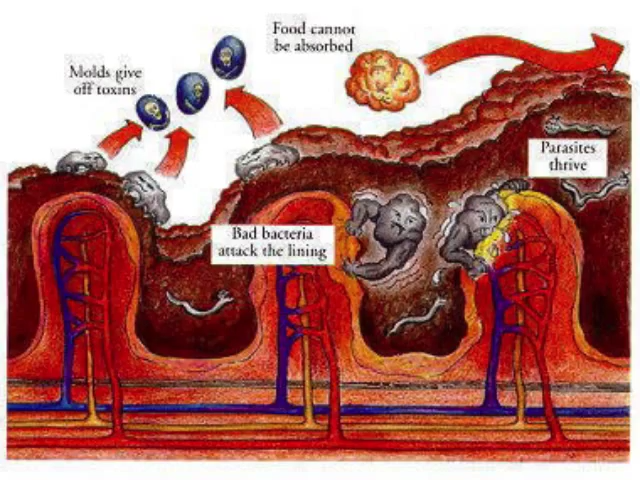 Food cannot
be absorbed
Molds give
off toxins
Parasites
thrive
Bad bacteria
attack the lining